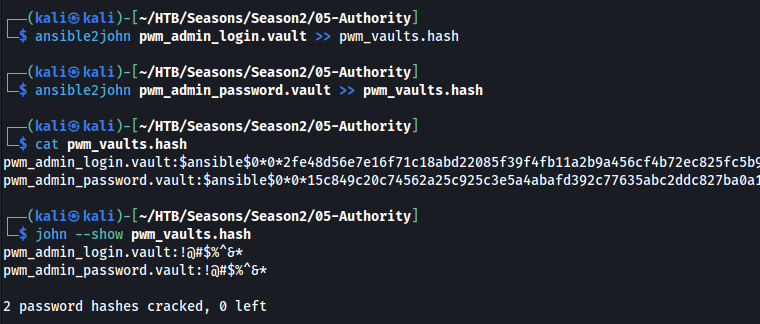 (kali㉿kali)-[~/HTB/Seasons/Season2/05-Authority]
$ ansible2john pwm_admin_login.vault >> pwm_vaults.hash
(kali㉿kali)-[~/HTB/Seasons/Season2/05-Authority]
$ ansible2john pwm_admin_password.vault >> pwm_vaults.hash
(kali㉿kali)-[~/HTB/Seasons/Season2/05-Authority]
$ cat pwm_vaults.hash
pwm_admin_login.vault:$ansible$0*0*2fe48d56e7e16f71c18abd22085f39f4fb11a2b9a456cf4b72ec825fc5b9
pwm_admin_password.vault:$ansible$0*0*15c849c20c74562a25c925c3e5a4abafd392c77635abc2ddc827ba0a1
(kali㉿kali)-[~/HTB/Seasons/Season2/05-Authority]
$ john --show pwm_vaults.hash
pwm_admin_login.vault:!@#$%^&*
pwm_admin_password.vault:!@#$%^&*
2 password hashes cracked, 0 left